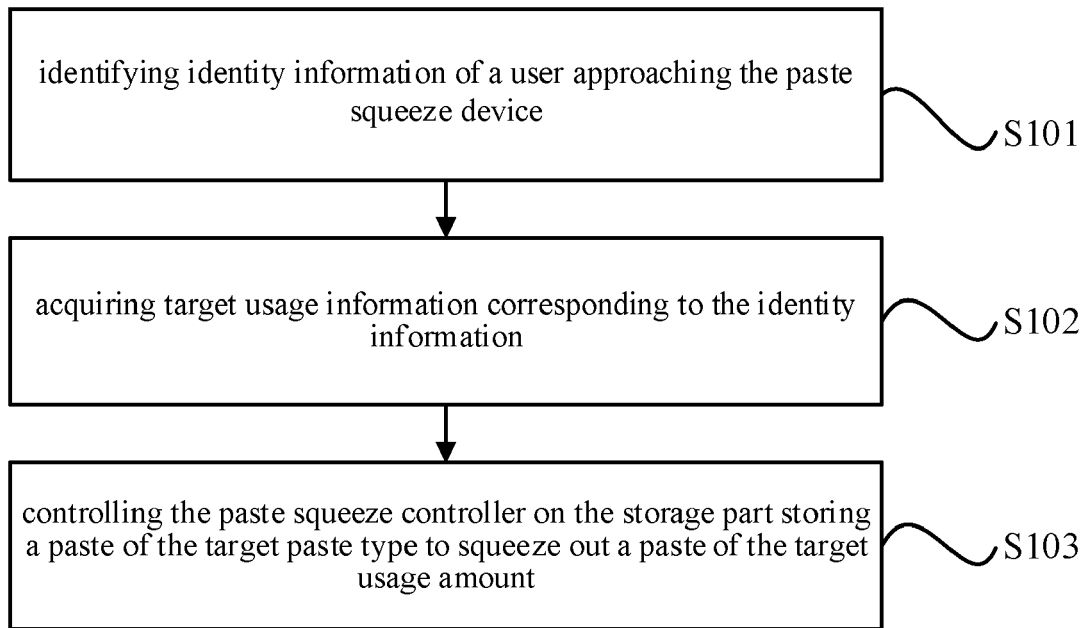 identifying identity information of a user approaching the paste
squeeze device
S101
acquiring target usage information corresponding to the identity
information
S102
controlling the paste squeeze controller on the storage part storing
a paste of the target paste type to squeeze out a paste of the target
usage amount
S103